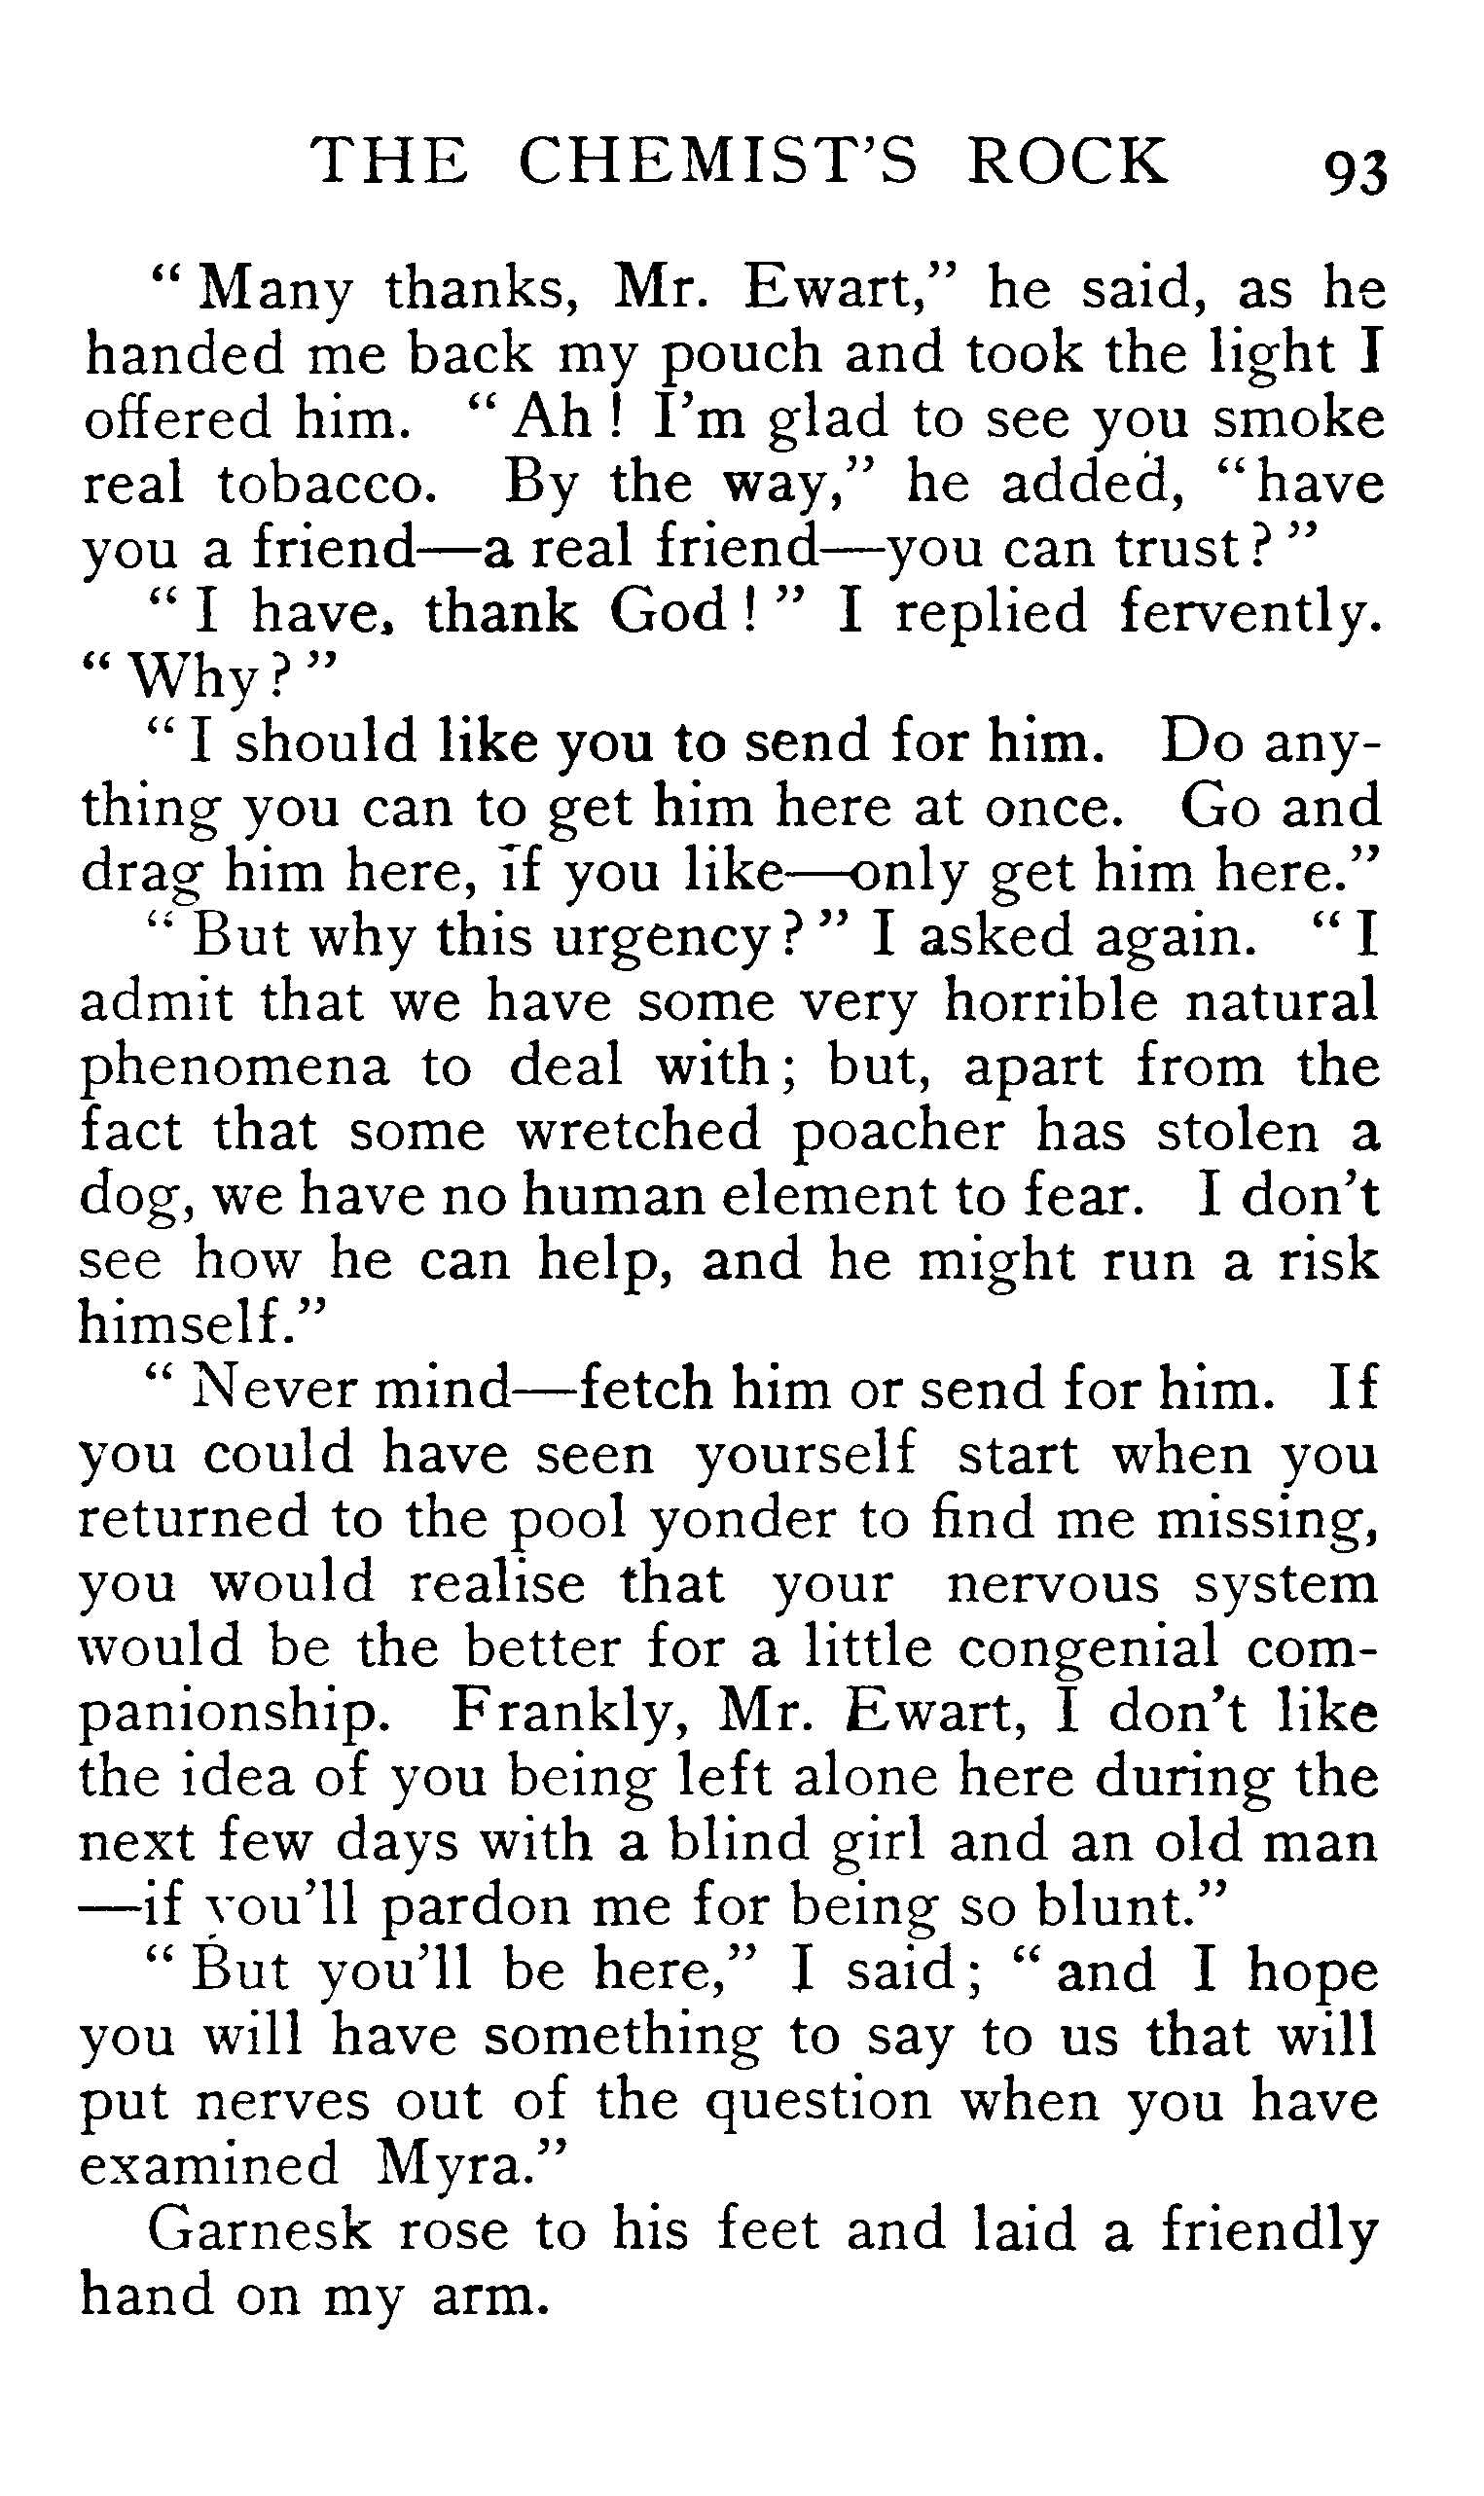 THE CHEMIST'S ROCK 93
" Many thanks, Mr. Ewart," he said, as he
handed me back my pouch and took the light I
offered him. " Ah ! I'm glad to see you smoke
real tobacco. By the way," he added, "have
you a friend—a real friend—you can trust ? "
" I have, thank God ! " I replied fervently.
" Why ? "
" I should like you to send for him. Do any-
thing you can to get him here at once. Go and
drag him here, if you like—only get him here."
" But why this urgency ? " I asked again. " I
admit that we have some very horrible natural
phenomena to deal with ; but, apart from the
fact that some wretched poacher has stolen a
dog, we have no human element to fear. I don't
see how he can help, and he might run a risk
himself."
" Never mind—fetch him or send for him. If
you could have seen yourself start when you
returned to the pool yonder to find me missing,
you would realise that your nervous system
would be the better for a little congenial com-
panionship. Frankly, Mr. Ewart, I don't like
the idea of you being left alone here during the
next few days with a blind girl and an old man
—if you'll pardon me for being so blunt."
" But you'll be here," I said ; " and I hope
you will have something to say to us that will
put nerves out of the question when you have
examined Myra."
Garnesk rose to his feet and laid a friendly
hand on my arm.